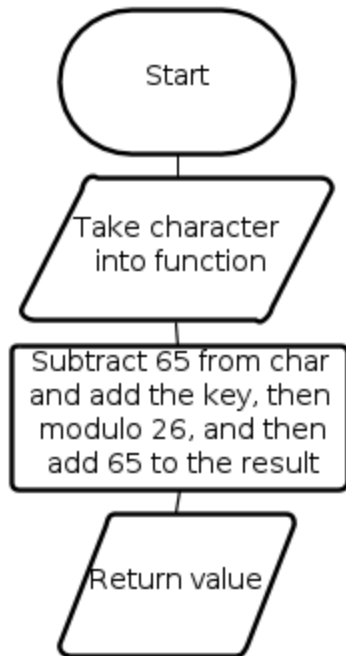 Start
Take character
into function
Subtract 65 from char
and add the key, then
modulo 26, and then
add 65 to the result
Return value